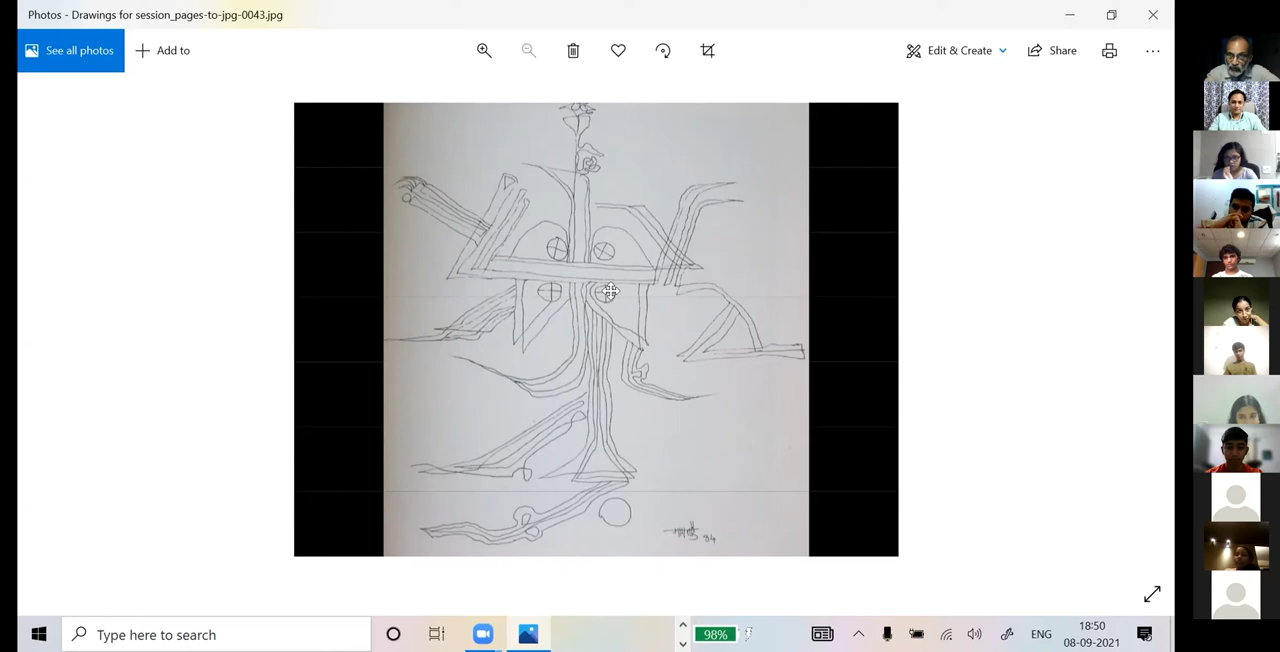 Photos - Drawings for session_pages-to-jpg-0043.jpg
See all photos
Add to
Edit & Create
Share
84
Type here to search
98%
ENG
18:50
08-09-2021